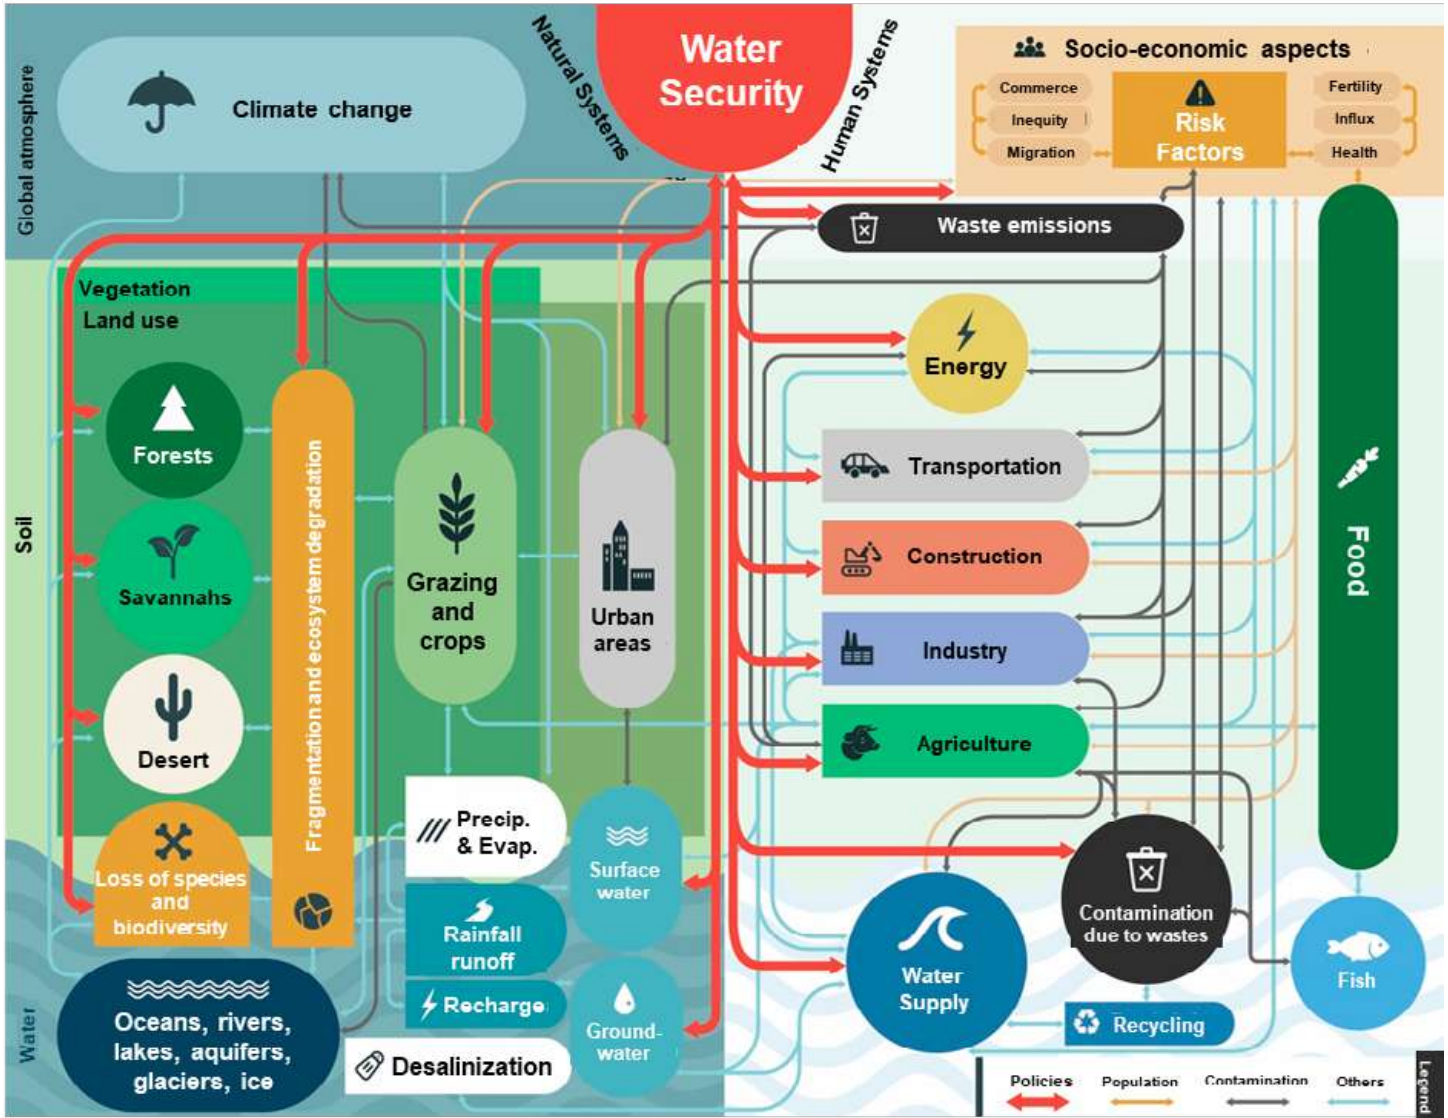 Water
Security
Natural Systems
Human Systems
Global atmosphere
Climate change
Socio-economic aspects
Commerce
Inequity
Migration
Risk
Factors
Fertility
Influx
Health
Waste emissions
Vegetation
Land use
Soil
Forests
Savannahs
Desert
Loss of species
and
biodiversity
Fragmentation and ecosystem degradation
Grazing
and
crops
Urban
areas
Energy
Transportation
Construction
Industry
Agriculture
Food
Precip.
& Evap.
Surface
water
Rainfall
runoff
Recharge
Ground-
water
Desalinization
Water
Oceans, rivers,
lakes, aquifers,
glaciers, ice
Water
Supply
Contamination
due to wastes
Recycling
Fish
Policies
Population
Contamination
Others
Legend